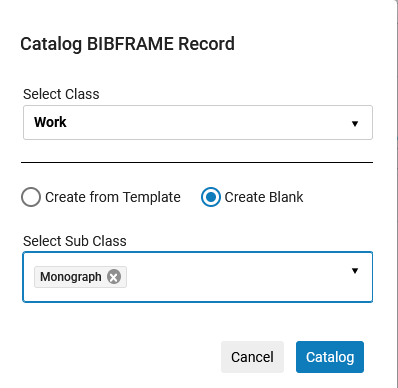 Catalog BIBFRAME Record
Select Class
Work
Create from Template Create Blank
Select Sub Class
Monograph
Cancel Catalog